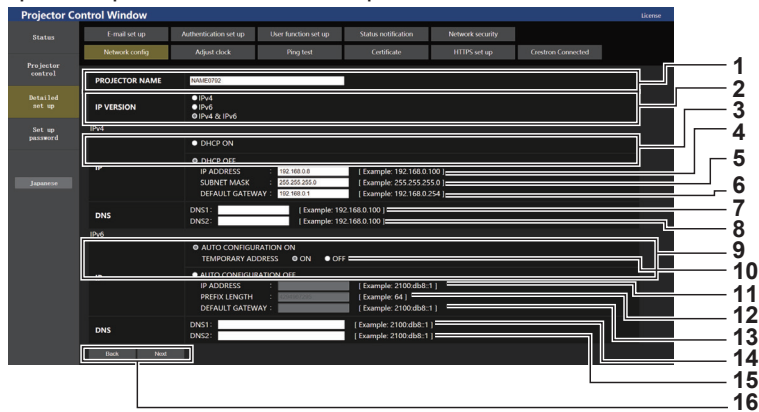 Projector Control Window
License
Status
E-mail set up
Authentication set up
User function set up
Status notification
Network security
Network config
Adjust clock
Ping test
Certificate
HTTPS set up
Crestron Connected
Projector control
Detailed set up
Set up password
Japanese
PROJECTOR NAME
NAME0792
IP VERSION
IPv4
IPv6
IPv4 & IPv6
IPv4
IP
DHCP ON
DHCP OFF
IP ADDRESS : 192.168.0.8 [ Example: 192.168.0.100 ]
SUBNET MASK : 255.255.255.0 [ Example: 255.255.255.0 ]
DEFAULT GATEWAY : 192.168.0.1 [ Example: 192.168.0.254 ]
DNS
DNS1: [ Example: 192.168.0.100 ]
DNS2: [ Example: 192.168.0.100 ]
IPv6
IP
AUTO CONFIGURATION ON
TEMPORARY ADDRESS ON OFF
AUTO CONFIGURATION OFF
IP ADDRESS : [ Example: 2100:db8::1 ]
PREFIX LENGTH : [ Example: 64 ]
DEFAULT GATEWAY : [ Example: 2100:db8::1 ]
DNS
DNS1: [ Example: 2100:db8::1 ]
DNS2: [ Example: 2100:db8::1 ]
Back Next
1
2
3
4
5
6
7
8
9
10
11
12
13
14
15
16